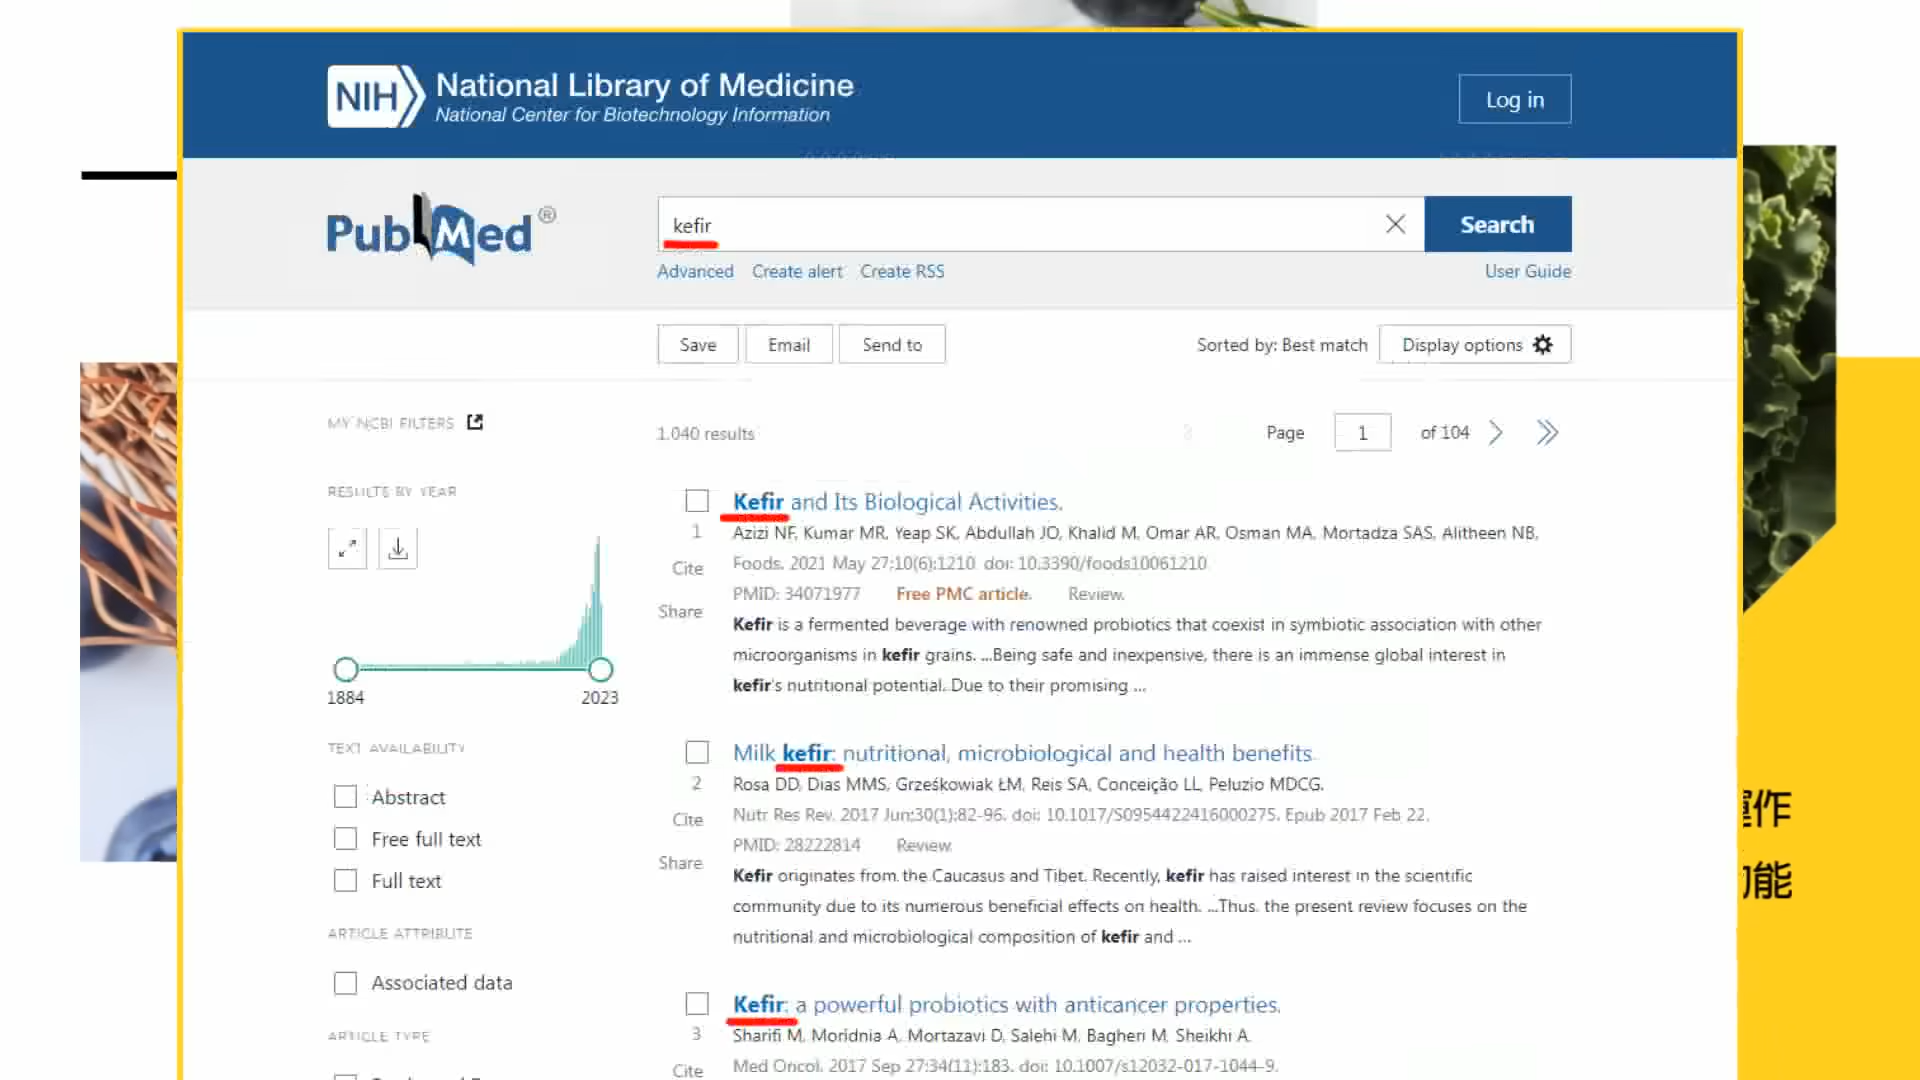 NIH National Library of Medicine
National Center for Biotechnology Information
Log in
PubMed®
kefir
Search
Advanced Create alert Create RSS
User Guide
Save Email Send to
Sorted by: Best match Display options
MY NCBI FILTERS
1,040 results
Page 1 of 104
RESULTS BY YEAR
1884 2023
TEXT AVAILABILITY
Abstract
Free full text
Full text
ARTICLE ATTRIBUTE
Associated data
ARTICLE TYPE
Kefir and Its Biological Activities.
1
Azizi NF, Kumar MR, Yeap SK, Abdullah JO, Khalid M, Omar AR, Osman MA, Mortadza SAS, Alitheen NB.
Cite
Foods. 2021 May 27;10(6):1210. doi: 10.3390/foods10061210.
PMID: 34071977 Free PMC article. Review.
Share
Kefir is a fermented beverage with renowned probiotics that coexist in symbiotic association with other
microorganisms in kefir grains. ...Being safe and inexpensive, there is an immense global interest in
kefir's nutritional potential. Due to their promising ...
Milk kefir: nutritional, microbiological and health benefits.
2
Rosa DD, Dias MMS, Grześkowiak ŁM, Reis SA, Conceição LL, Peluzio MDCG.
Cite
Nutr Res Rev. 2017 Jun;30(1):82-96. doi: 10.1017/S0954422416000275. Epub 2017 Feb 22.
PMID: 28222814 Review.
Share
Kefir originates from the Caucasus and Tibet. Recently, kefir has raised interest in the scientific
community due to its numerous beneficial effects on health. ...Thus, the present review focuses on the
nutritional and microbiological composition of kefir and ...
Kefir: a powerful probiotics with anticancer properties.
3
Sharifi M, Moridnia A, Mortazavi D, Salehi M, Bagheri M, Sheikhi A.
Cite
Med Oncol. 2017 Sep 27;34(11):183. doi: 10.1007/s12032-017-1044-9.
作
能